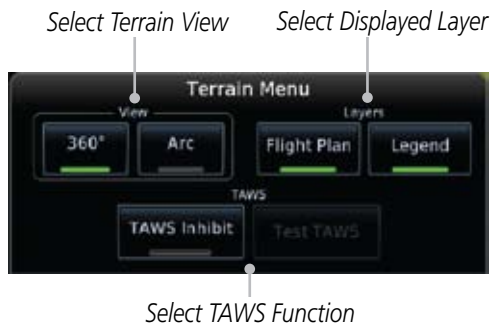 Select Terrain View Select Displayed Layer
Terrain Menu
View Layers
360° Arc Flight Plan Legend
TAWS
TAWS Inhibit Test TAWS
Select TAWS Function